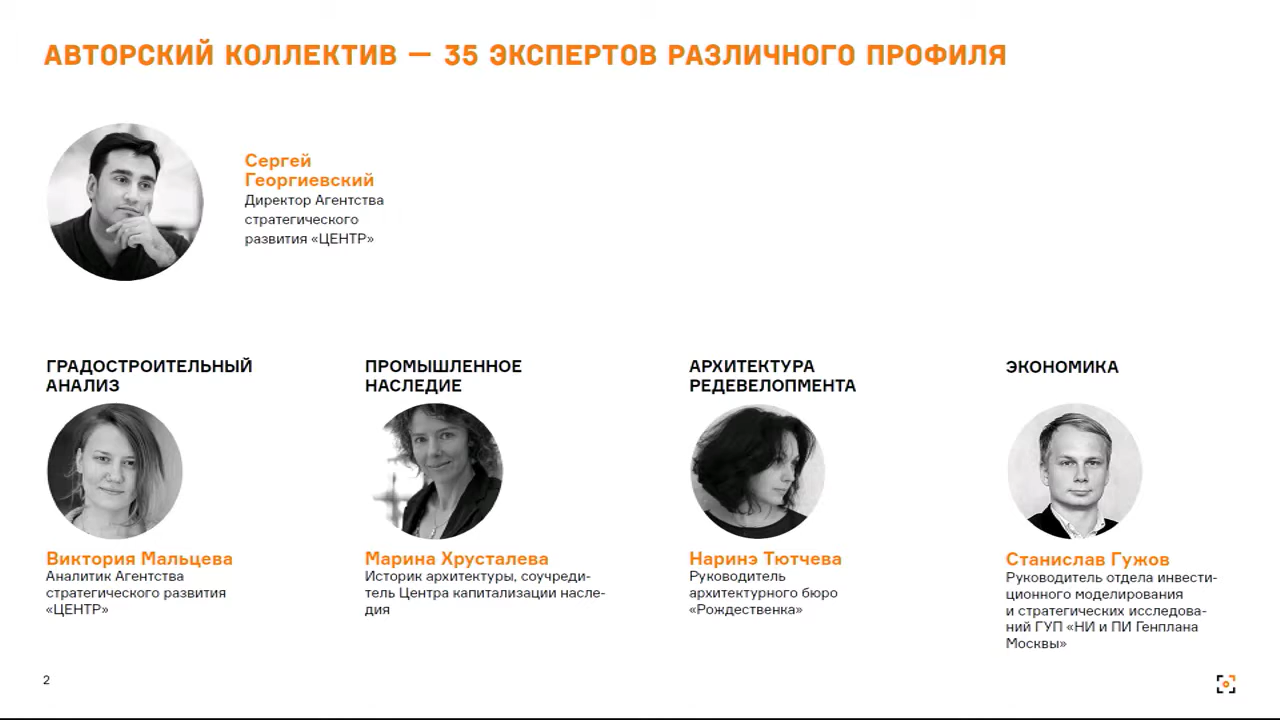 АВТОРСКИЙ КОЛЛЕКТИВ — 35 ЭКСПЕРТОВ РАЗЛИЧНОГО ПРОФИЛЯ
Сергей
Георгиевский
Директор Агентства
стратегического
развития «ЦЕНТР»
ГРАДОСТРОИТЕЛЬНЫЙ
АНАЛИЗ
Виктория Мальцева
Аналитик Агентства
стратегического развития
«ЦЕНТР»
ПРОМЫШЛЕННОЕ
НАСЛЕДИЕ
Марина Хрусталева
Историк архитектуры, соучреди-
тель Центра капитализации насле-
дия
АРХИТЕКТУРА
РЕДЕВЕЛОПМЕНТА
Наринэ Тютчева
Руководитель
архитектурного бюро
«Рождественка»
ЭКОНОМИКА
Станислав Гужов
Руководитель отдела инвести-
ционного моделирования
и стратегических исследова-
ний ГУП «НИ и ПИ Генплана
Москвы»
2